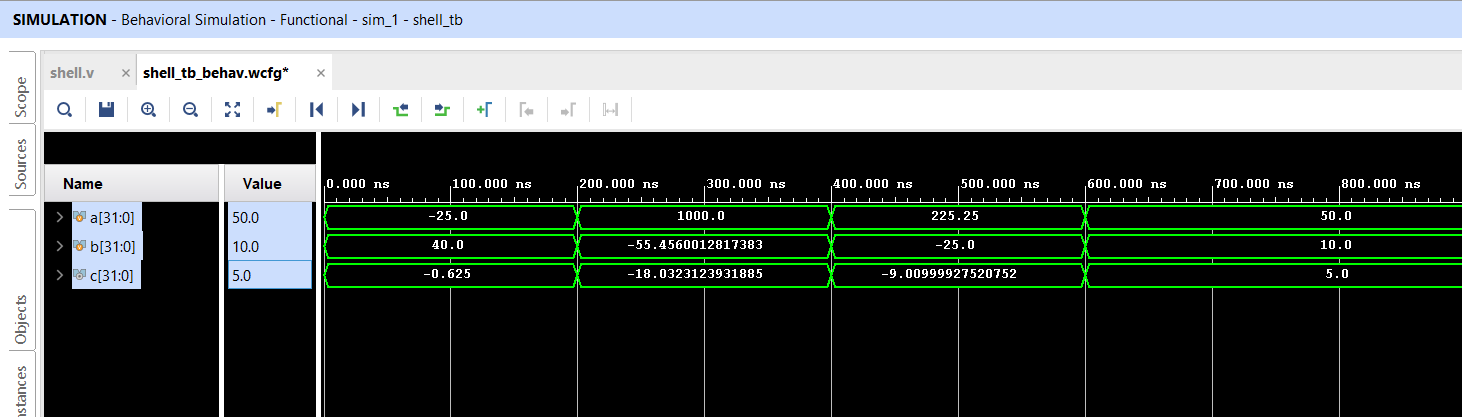 SIMULATION - Behavioral Simulation - Functional - sim_1 - shell_tb
Scope
Sources
Objects
nstances
shell.v ×
shell_tb_behav.wcfg* ×
Name Value
0.000 ns 100.000 ns 200.000 ns 300.000 ns 400.000 ns 500.000 ns 600.000 ns 700.000 ns 800.000 ns
a[31:0] 50.0 -25.0 1000.0 225.25 50.0
b[31:0] 10.0 40.0 -55.4560012817383 -25.0 10.0
c[31:0] 5.0 -0.625 -18.0323123931885 -9.00999927520752 5.0